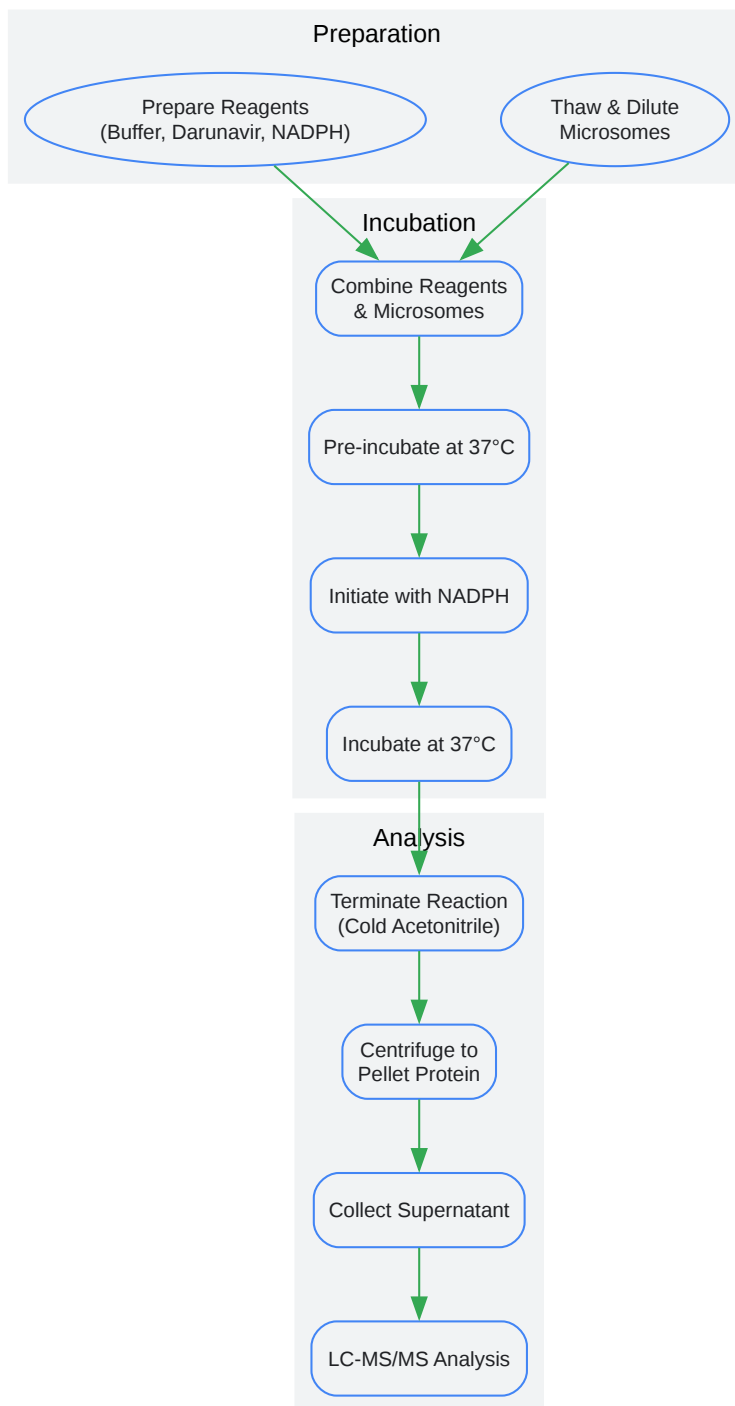 Preparation
Prepare Reagents
(Buffer, Darunavir, NADPH)
Thaw & Dilute
Microsomes
Incubation
Combine Reagents
& Microsomes
Pre-incubate at 37°C
Initiate with NADPH
Incubate at 37°C
Analysis
Terminate Reaction
(Cold Acetonitrile)
Centrifuge to
Pellet Protein
Collect Supernatant
LC-MS/MS Analysis